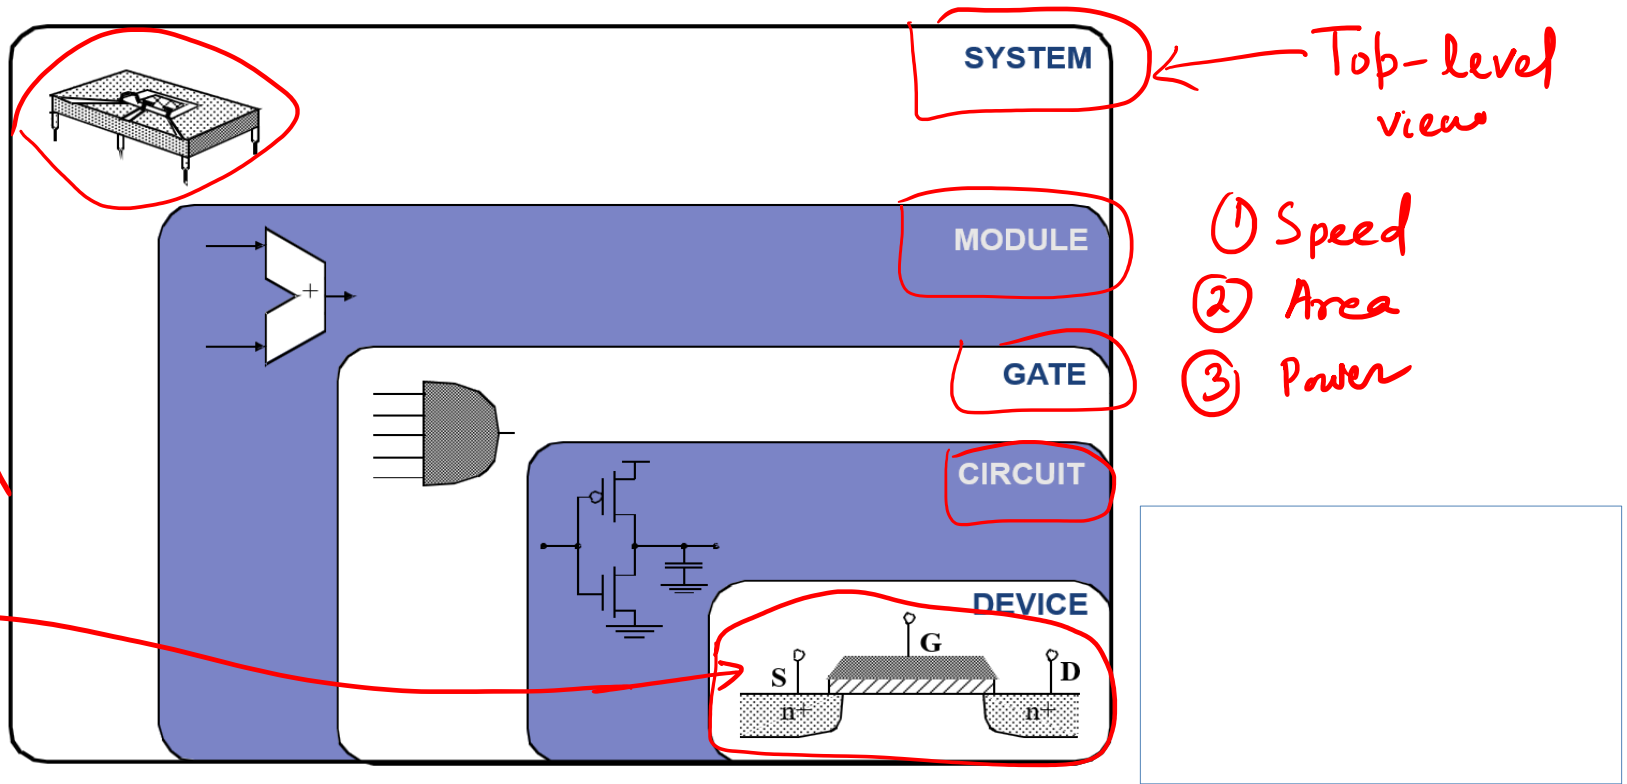 SYSTEM
Top-level
view
MODULE
① Speed
+
② Area
GATE
③ Power
CIRCUIT
DEVICE
G
S
D
n+
n+